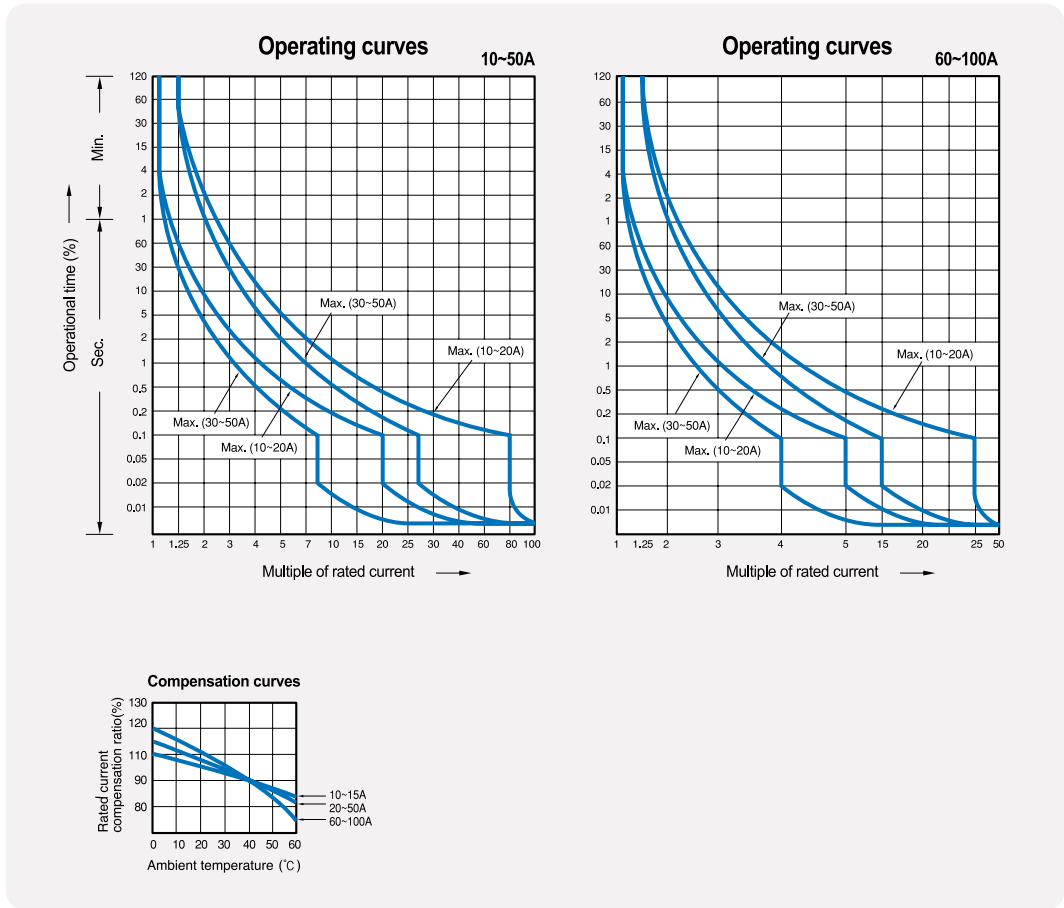 Operating curves
10~50A
120
60
30
15
4
2
1
60
30
10
5
2
1
0.5
0.2
0.1
0.05
0.02
0.01
Min.
Sec.
Operational time (%)
Max. (30~50A)
Max. (10~20A)
Max. (30~50A)
Max. (10~20A)
1 1.25 2 3 4 5 7 10 15 20 25 30 40 60 80 100
Multiple of rated current
Operating curves
60~100A
120
60
30
15
4
2
1
60
30
10
5
2
1
0.5
0.2
0.1
0.05
0.02
0.01
Max. (30~50A)
Max. (10~20A)
Max. (30~50A)
Max. (10~20A)
1 1.25 2 3 4 5 15 20 25 50
Multiple of rated current
Compensation curves
Rated current
compensation ratio(%)
130
120
110
90
80
10~15A
20~50A
60~100A
0 10 20 30 40 50 60
Ambient temperature (℃)